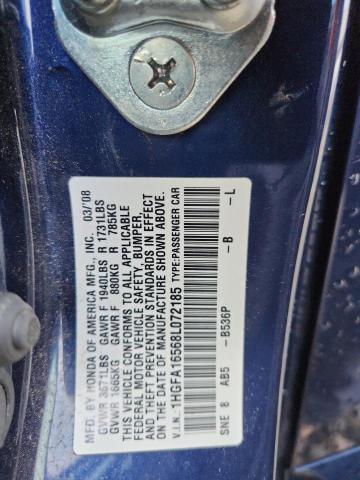 MFD. BY HONDA OF AMERICA MFG., INC. 03/'08
GVWR 3671LBS GAWR F 1940LBS R 1731LBS
GVWR 1665KG GAWR F 880KG R 785KG
THIS VEHICLE CONFORMS TO ALL APPLICABLE
FEDERAL MOTOR VEHICLE SAFETY, BUMPER,
THEFT PREVENTION STANDARDS IN EFFECT
ON THE DATE OF MANUFACTURE SHOWN ABOVE.
V.I.N.: 1HGFA16568L072185 TYPE:PASSENGER CAR
SNE 8 AB5 -B536P -B -L